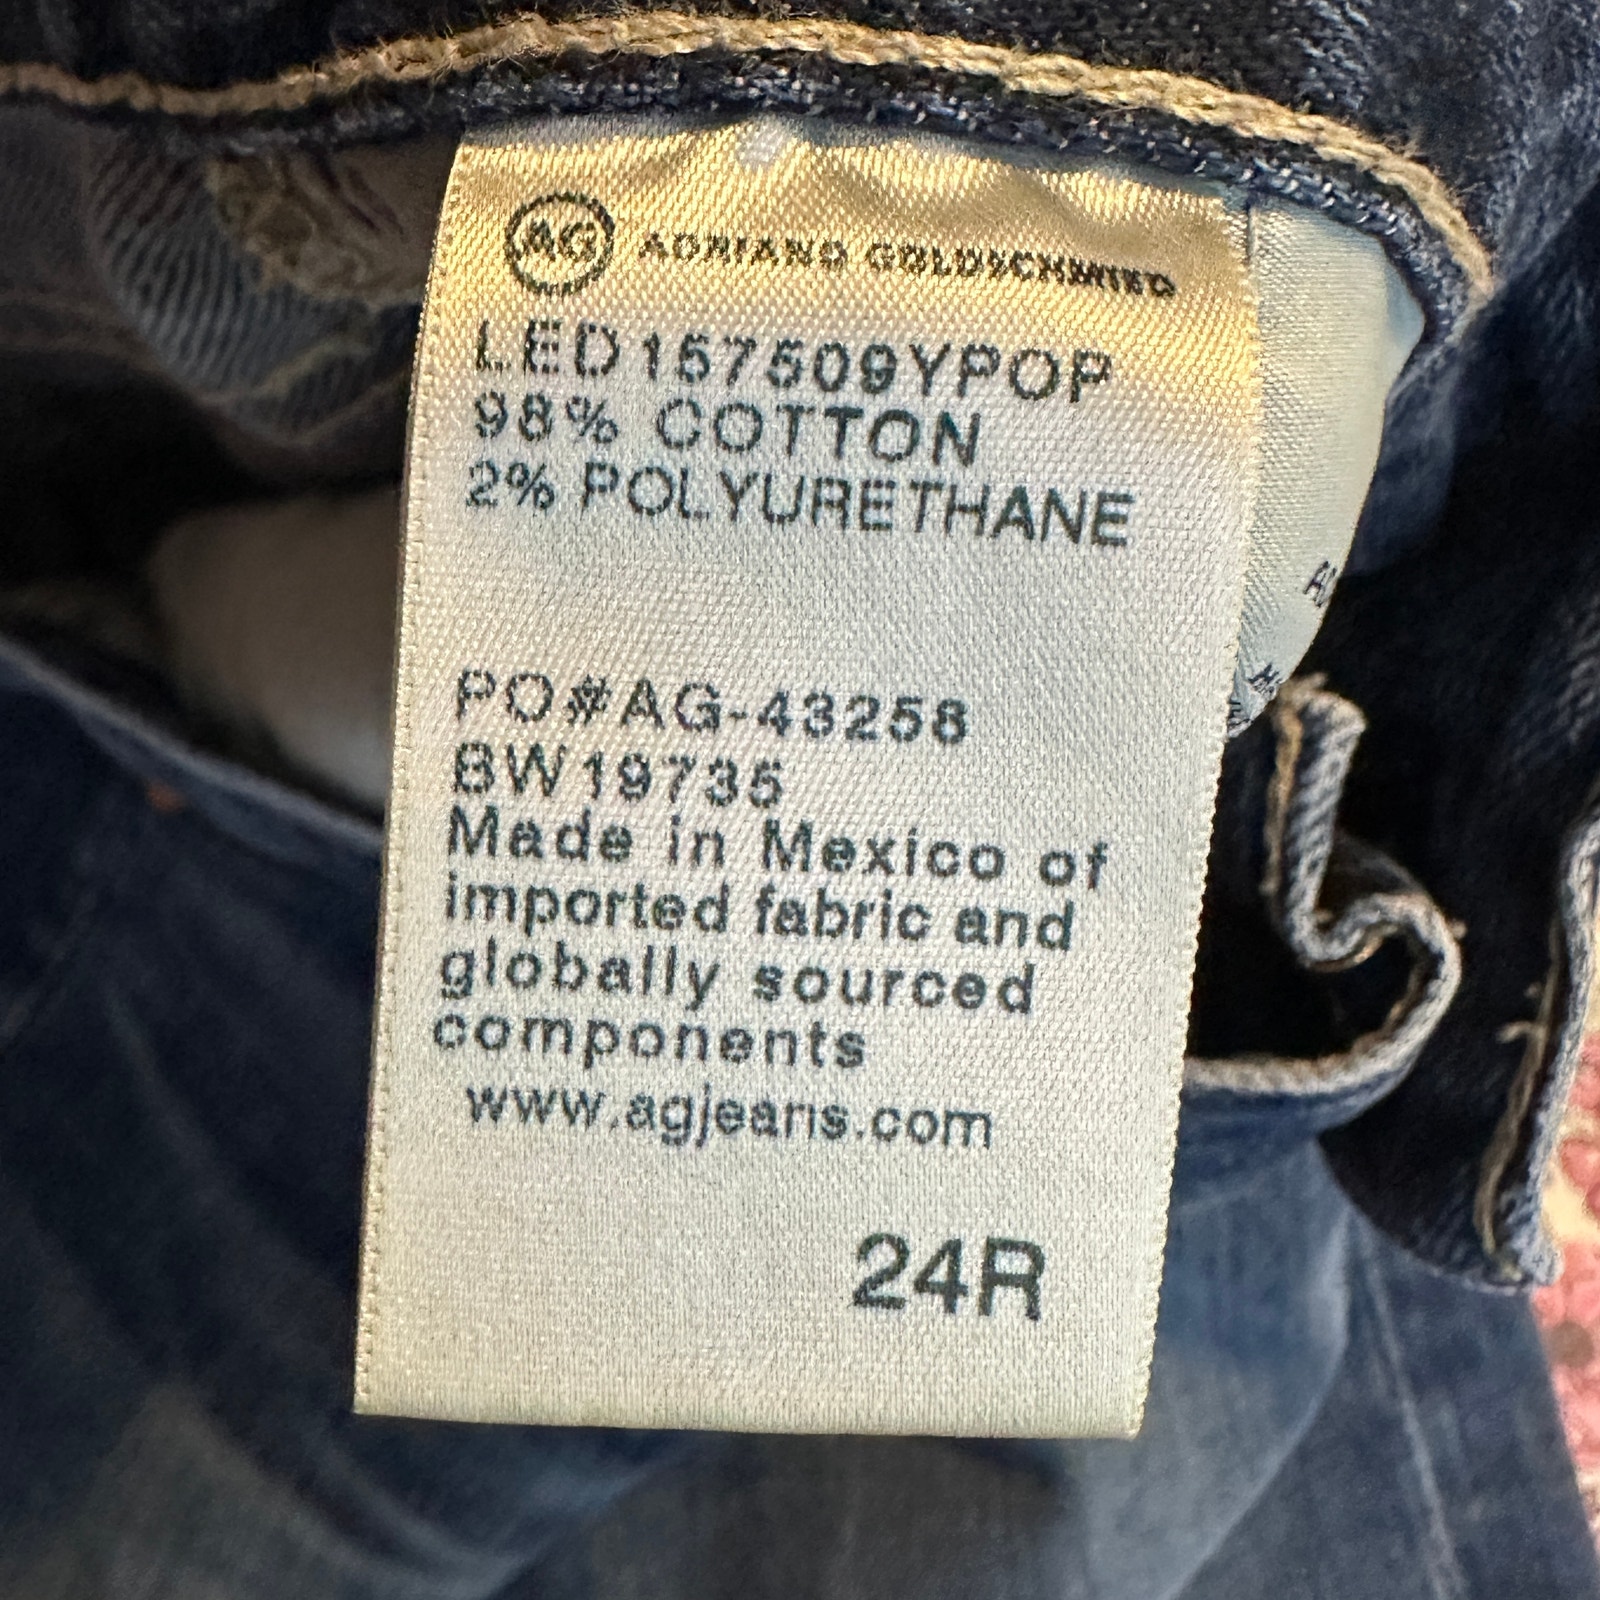 AG ADRIANO GOLDSCHMIED
LED157509YPOP
98% COTTON
2% POLYURETHANE
PO#AG-43258
BW19735
Made in Mexico of
imported fabric and
globally sourced
components
www.agjeans.com
24R